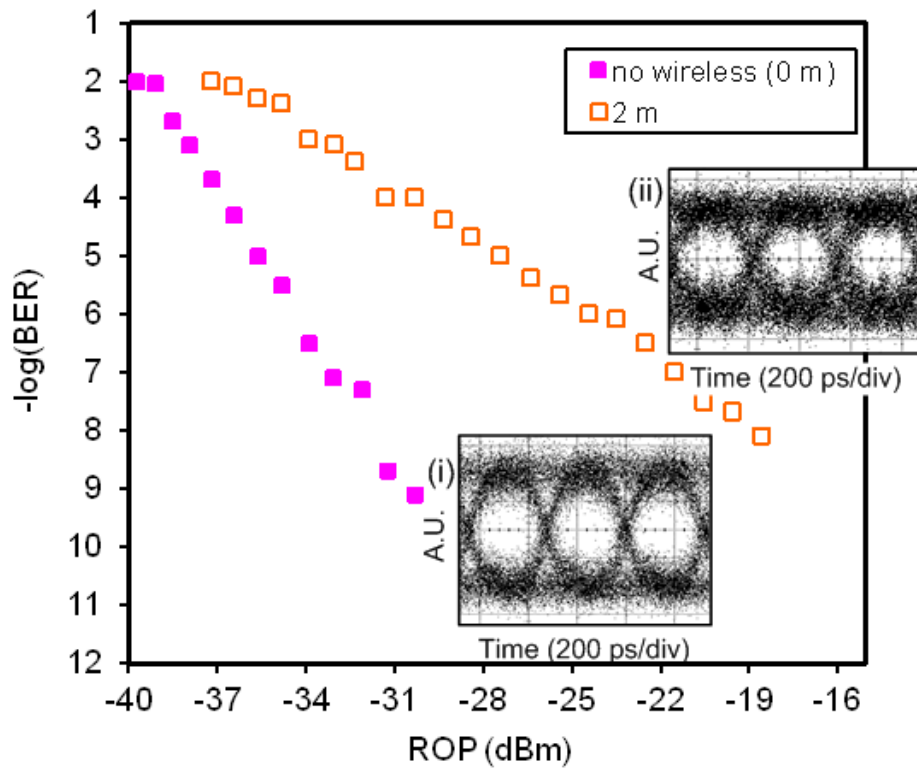 1
2
3
4
5
6
7
8
9
10
11
12
-log(BER)
no wireless (0 m)
2 m
(ii)
A.U.
Time (200 ps/div)
(i)
A.U.
Time (200 ps/div)
-40 -37 -34 -31 -28 -25 -22 -19 -16
ROP (dBm)